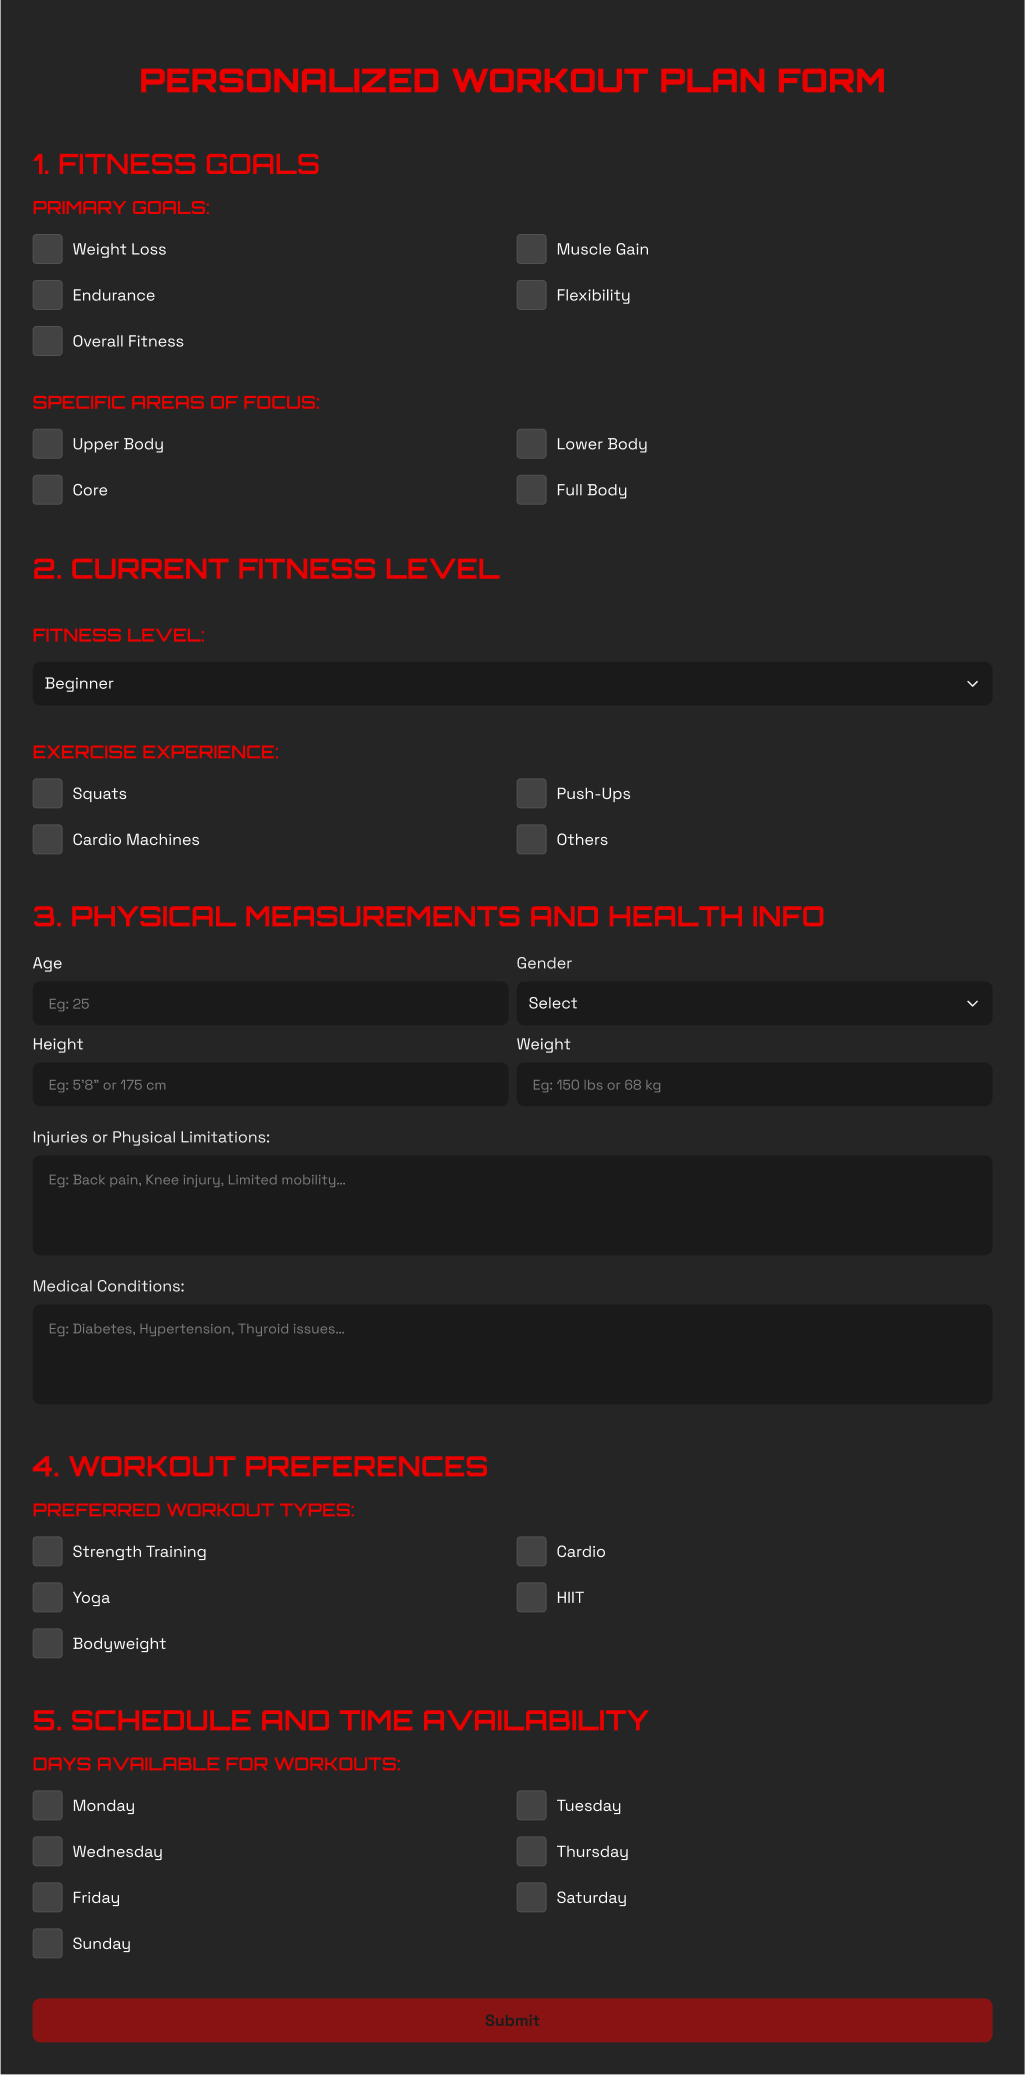 PERSONALIZED WORKOUT PLAN FORM
1. FITNESS GOALS
PRIMARY GOALS:
Weight Loss
Muscle Gain
Endurance
Flexibility
Overall Fitness
SPECIFIC AREAS OF FOCUS:
Upper Body
Lower Body
Core
Full Body
2. CURRENT FITNESS LEVEL
FITNESS LEVEL:
Beginner
EXERCISE EXPERIENCE:
Squats
Push-Ups
Cardio Machines
Others
3. PHYSICAL MEASUREMENTS AND HEALTH INFO
Age
Gender
Eg: 25
Select
Height
Weight
Eg: 5'8" or 175 cm
Eg: 150 lbs or 68 kg
Injuries or Physical Limitations:
Eg: Back pain, Knee injury, Limited mobility...
Medical Conditions:
Eg: Diabetes, Hypertension, Thyroid issues...
4. WORKOUT PREFERENCES
PREFERRED WORKOUT TYPES:
Strength Training
Cardio
Yoga
HIIT
Bodyweight
5. SCHEDULE AND TIME AVAILABILITY
DAYS AVAILABLE FOR WORKOUTS:
Monday
Tuesday
Wednesday
Thursday
Friday
Saturday
Sunday
Submit